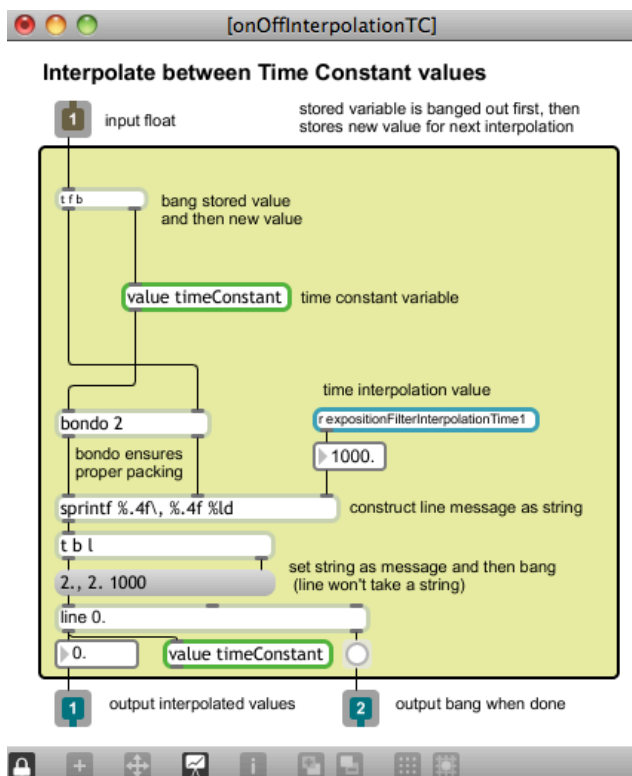 [onOffInterpolationTC]
Interpolate between Time Constant values
1
input float
stored variable is banged out first, then
stores new value for next interpolation
t f b
bang stored value
and then new value
value timeConstant
time constant variable
time interpolation value
bondo 2
r expositionFilterInterpolationTime1
bondo ensures
proper packing
1000.
sprintf %.4f\, %.4f %ld
construct line message as string
t b l
set string as message and then bang
(line won't take a string)
2., 2. 1000
line 0.
0.
value timeConstant
1
output interpolated values
2
output bang when done
i